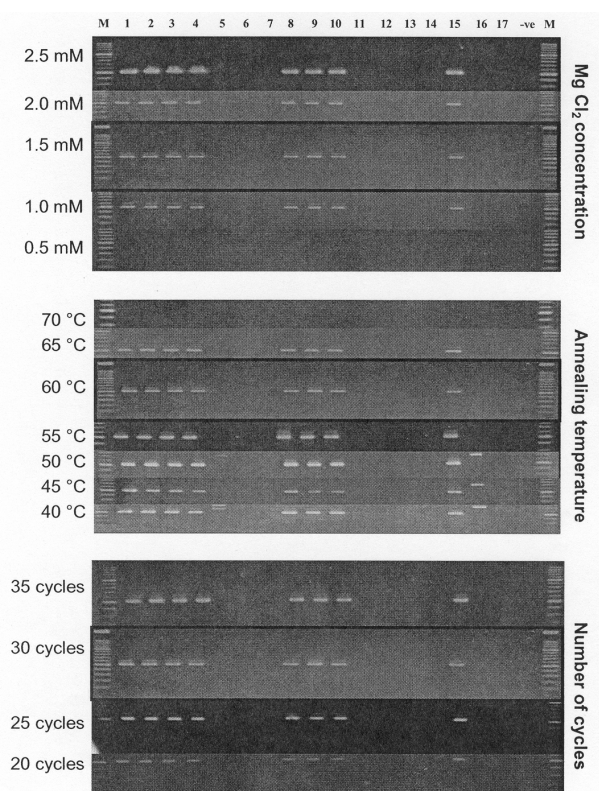 M 1 2 3 4 5 6 7 8 9 10 11 12 13 14 15 16 17 -ve M
2.5 mM
2.0 mM
1.5 mM
1.0 mM
0.5 mM
Mg Cl2 concentration
70 °C
65 °C
60 °C
55 °C
50 °C
45 °C
40 °C
Annealing temperature
35 cycles
30 cycles
25 cycles
20 cycles
Number of cycles